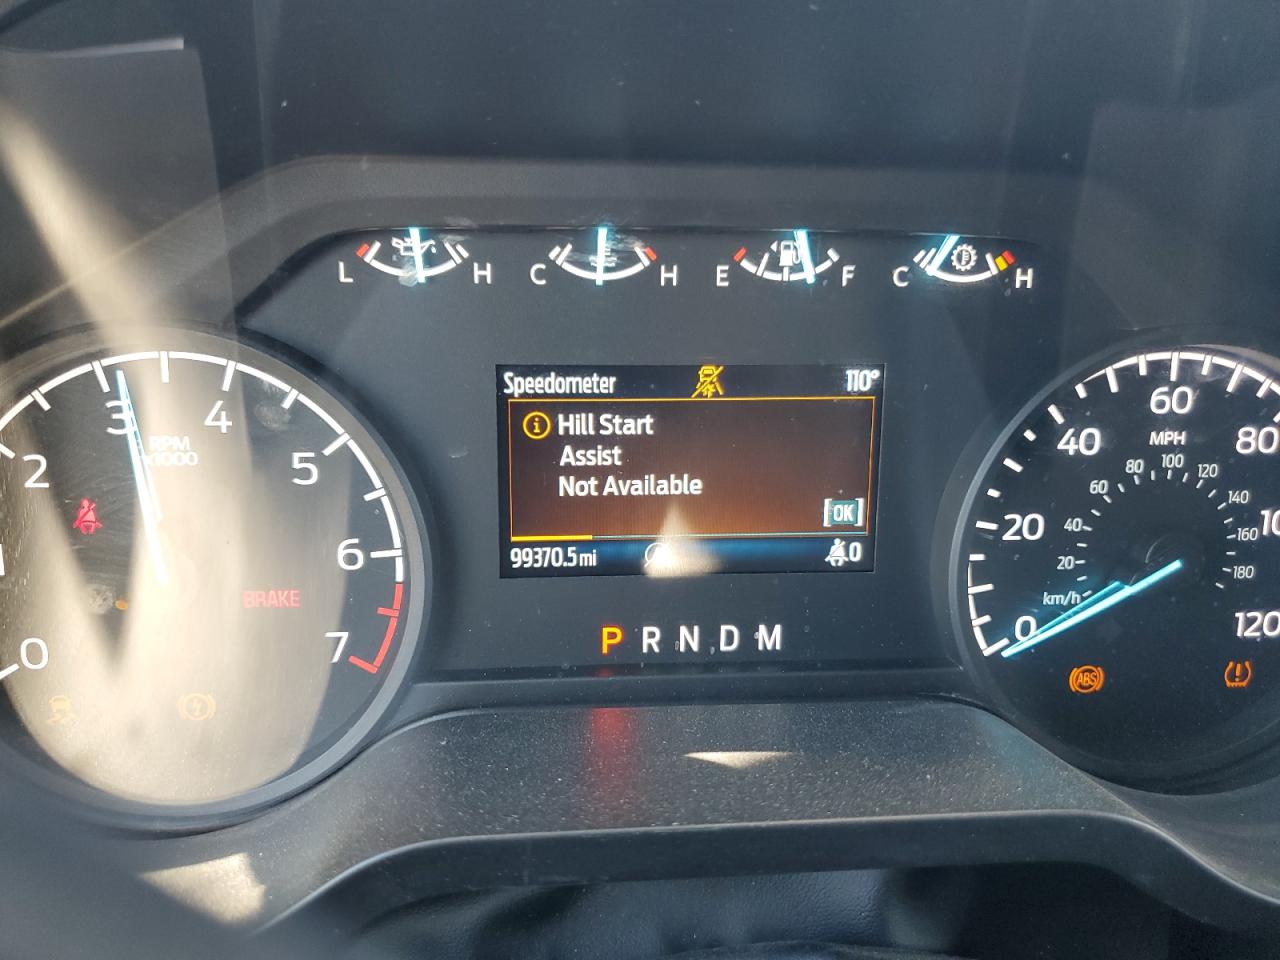 L H C H E F C H
Speedometer 110°
Hill Start
Assist
Not Available
[OK]
99370.5 mi 0
P R N D M
0 1 2 3 4 5 6 7
RPM
x1000
BRAKE
0 20 40 60 80 120
MPH
20 40 60 80 100 120 140 160 180
km/h
ABS